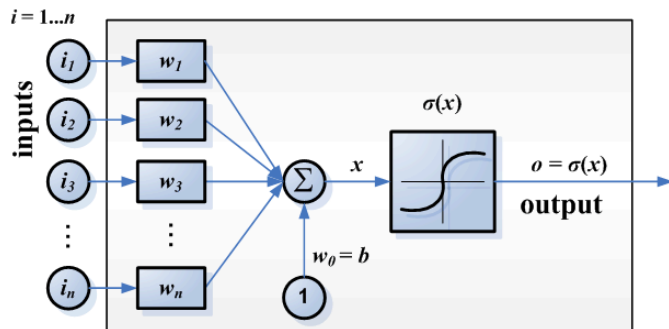 i = 1...n
inputs
i₁ w₁
i₂ w₂
σ(x)
i₃ w₃ Σ x o = σ(x)
output
⋮ ⋮
w₀ = b
iₙ wₙ 1